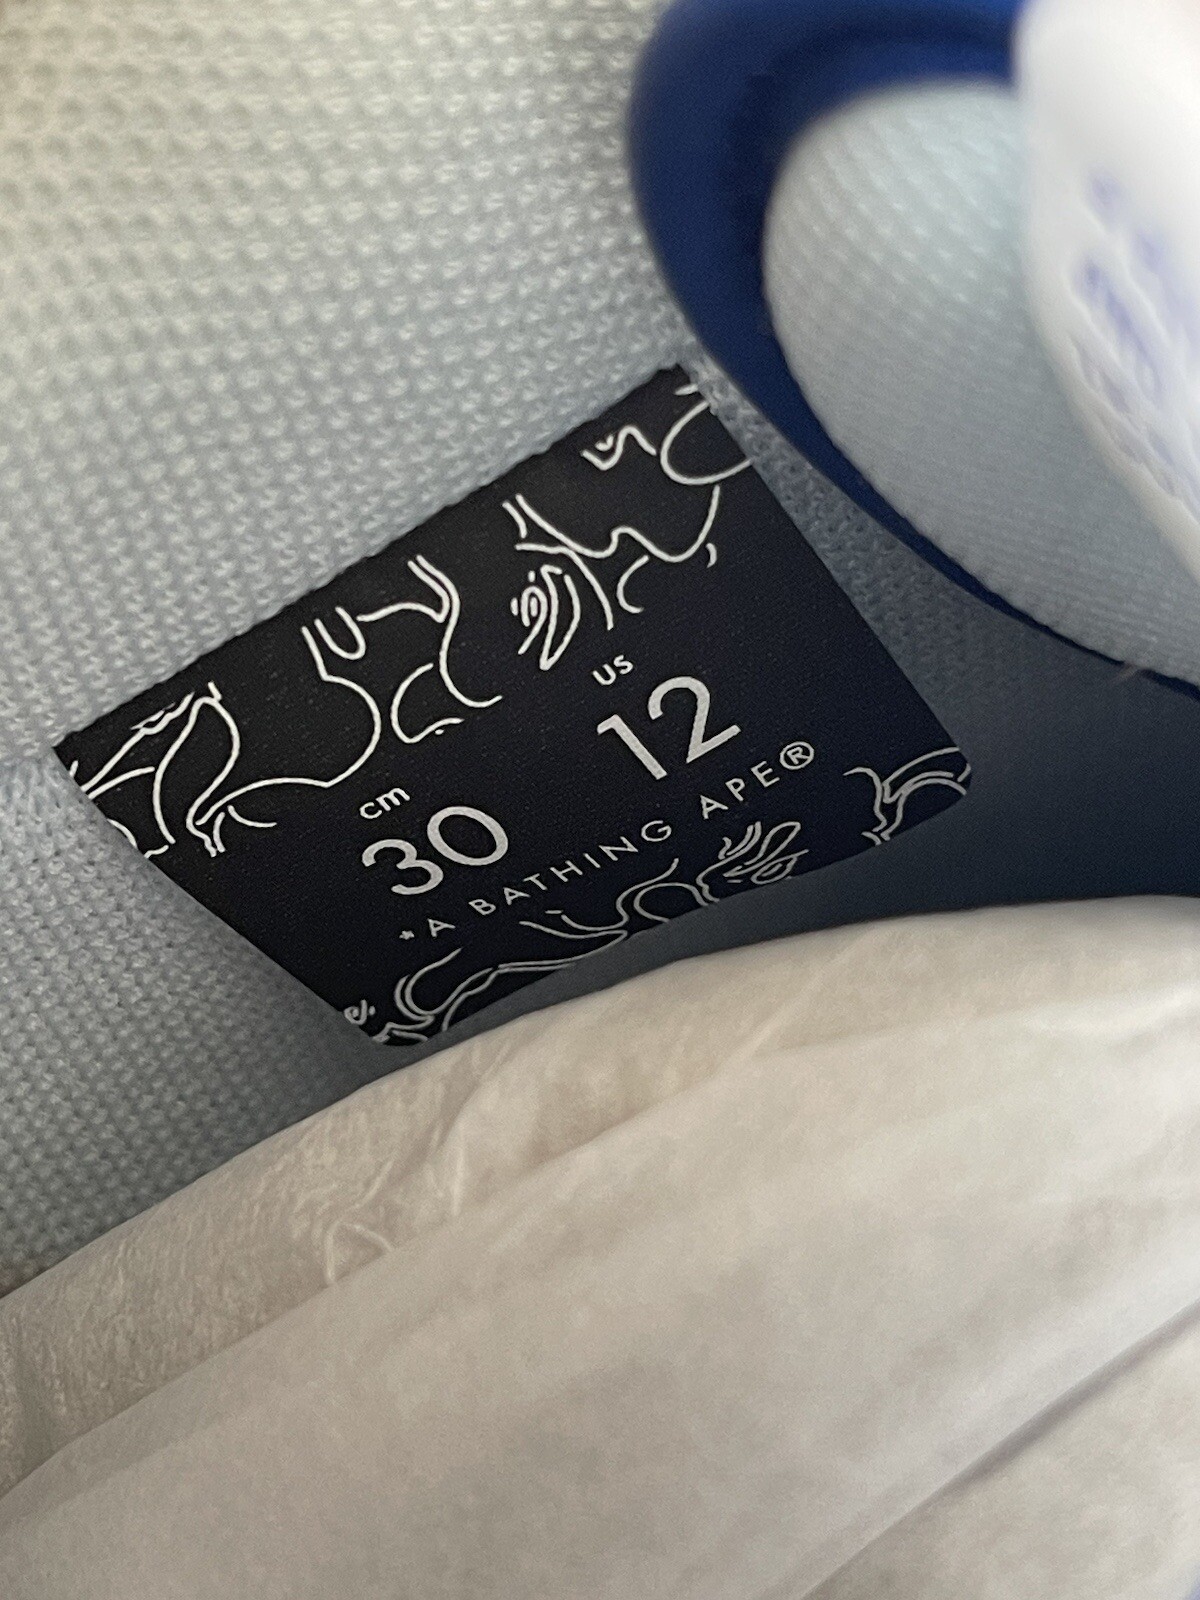 cm US
30 12
*A BATHING APE®